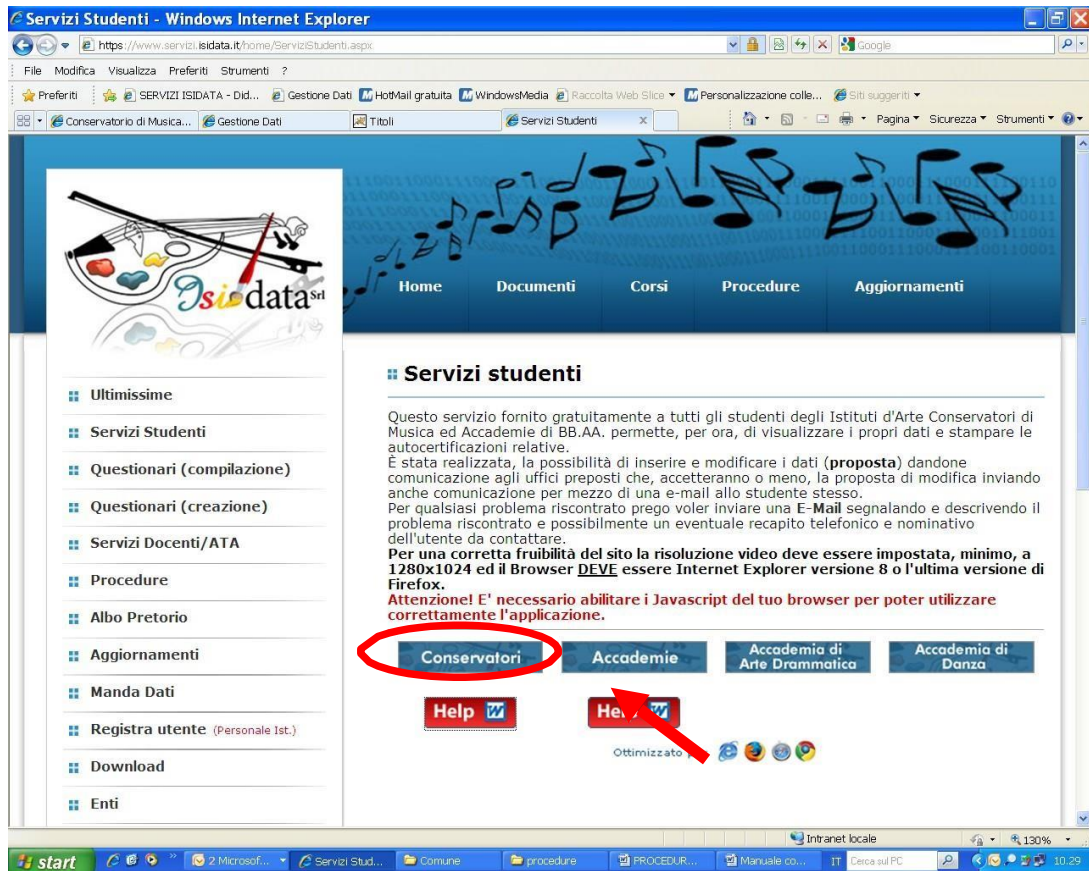 Servizi Studenti - Windows Internet Explorer
https://www.servizi.isidata.it/home/ServiziStudenti.aspx
Google
File Modifica Visualizza Preferiti Strumenti ?
Preferiti SERVIZI ISIDATA - Did... Gestione Dati HotMail gratuita WindowsMedia Raccolta Web Slice Personalizzazione colle... Siti suggeriti
Conservatorio di Musica... Gestione Dati Titoli Servizi Studenti x Pagina Sicurezza Strumenti
Isidata Srl
Home Documenti Corsi Procedure Aggiornamenti
Ultimissime
Servizi Studenti
Questionari (compilazione)
Questionari (creazione)
Servizi Docenti/ATA
Procedure
Albo Pretorio
Aggiornamenti
Manda Dati
Registra utente (Personale Ist.)
Download
Enti
Servizi studenti
Questo servizio fornito gratuitamente a tutti gli studenti degli Istituti d'Arte Conservatori di
Musica ed Accademie di BB.AA. permette, per ora, di visualizzare i propri dati e stampare le
autocertificazioni relative.
È stata realizzata, la possibilità di inserire e modificare i dati (proposta) dandone
comunicazione agli uffici preposti che, accetteranno o meno, la proposta di modifica inviando
anche comunicazione per mezzo di una e-mail allo studente stesso.
Per qualsiasi problema riscontrato prego voler inviare una E-Mail segnalando e descrivendo il
problema riscontrato e possibilmente un eventuale recapito telefonico e nominativo
dell'utente da contattare.
Per una corretta fruibilità del sito la risoluzione video deve essere impostata, minimo, a
1280x1024 ed il Browser DEVE essere Internet Explorer versione 8 o l'ultima versione di
Firefox.
Attenzione! E' necessario abilitare i Javascript del tuo browser per poter utilizzare
correttamente l'applicazione.
Conservatori
Accademie
Accademia di
Arte Drammatica
Accademia di
Danza
Help
Help
Ottimizzato
Intranet locale 130%
start 2 Microsof... Servizi Stud... Comune procedure PROCEDUR... Manuale co... IT Cerca sul PC 10.29